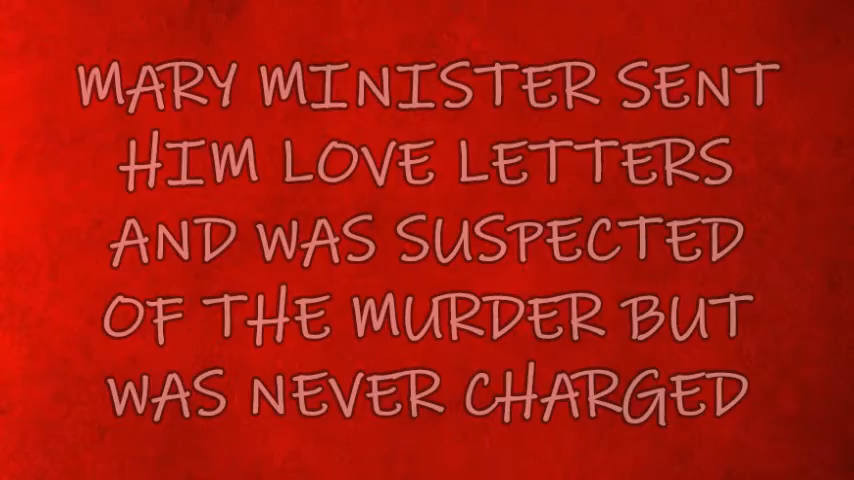 MARY MINISTER SENT
HIM LOVE LETTERS
AND WAS SUSPECTED
OF THE MURDER BUT
WAS NEVER CHARGED